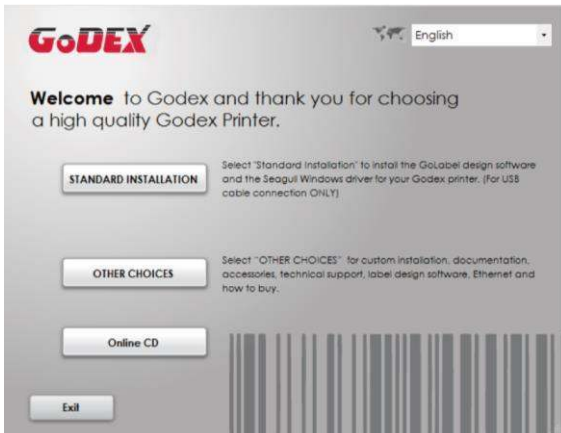 GoDEX
English
Welcome to Godex and thank you for choosing
a high quality Godex Printer.
STANDARD INSTALLATION
Select "Standard Installation" to install the GoLabel design software
and the Seagull Windows driver for your Godex printer. (For USB
cable connection ONLY)
OTHER CHOICES
Select "OTHER CHOICES" for custom installation, documentation,
accessories, technical support, label design software, Ethernet and
how to buy.
Online CD
Exit